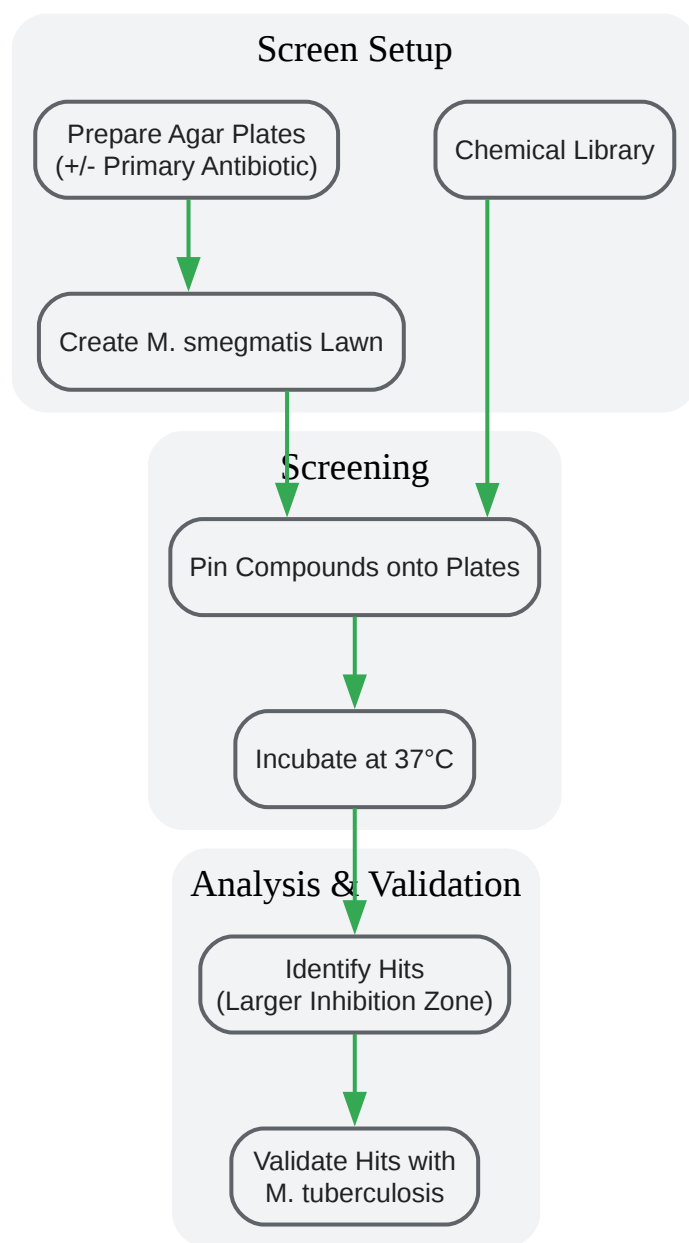 Screen Setup
Prepare Agar Plates
(+/- Primary Antibiotic)
Chemical Library
Create M. smegmatis Lawn
Screening
Pin Compounds onto Plates
Incubate at 37°C
Analysis & Validation
Identify Hits
(Larger Inhibition Zone)
Validate Hits with
M. tuberculosis